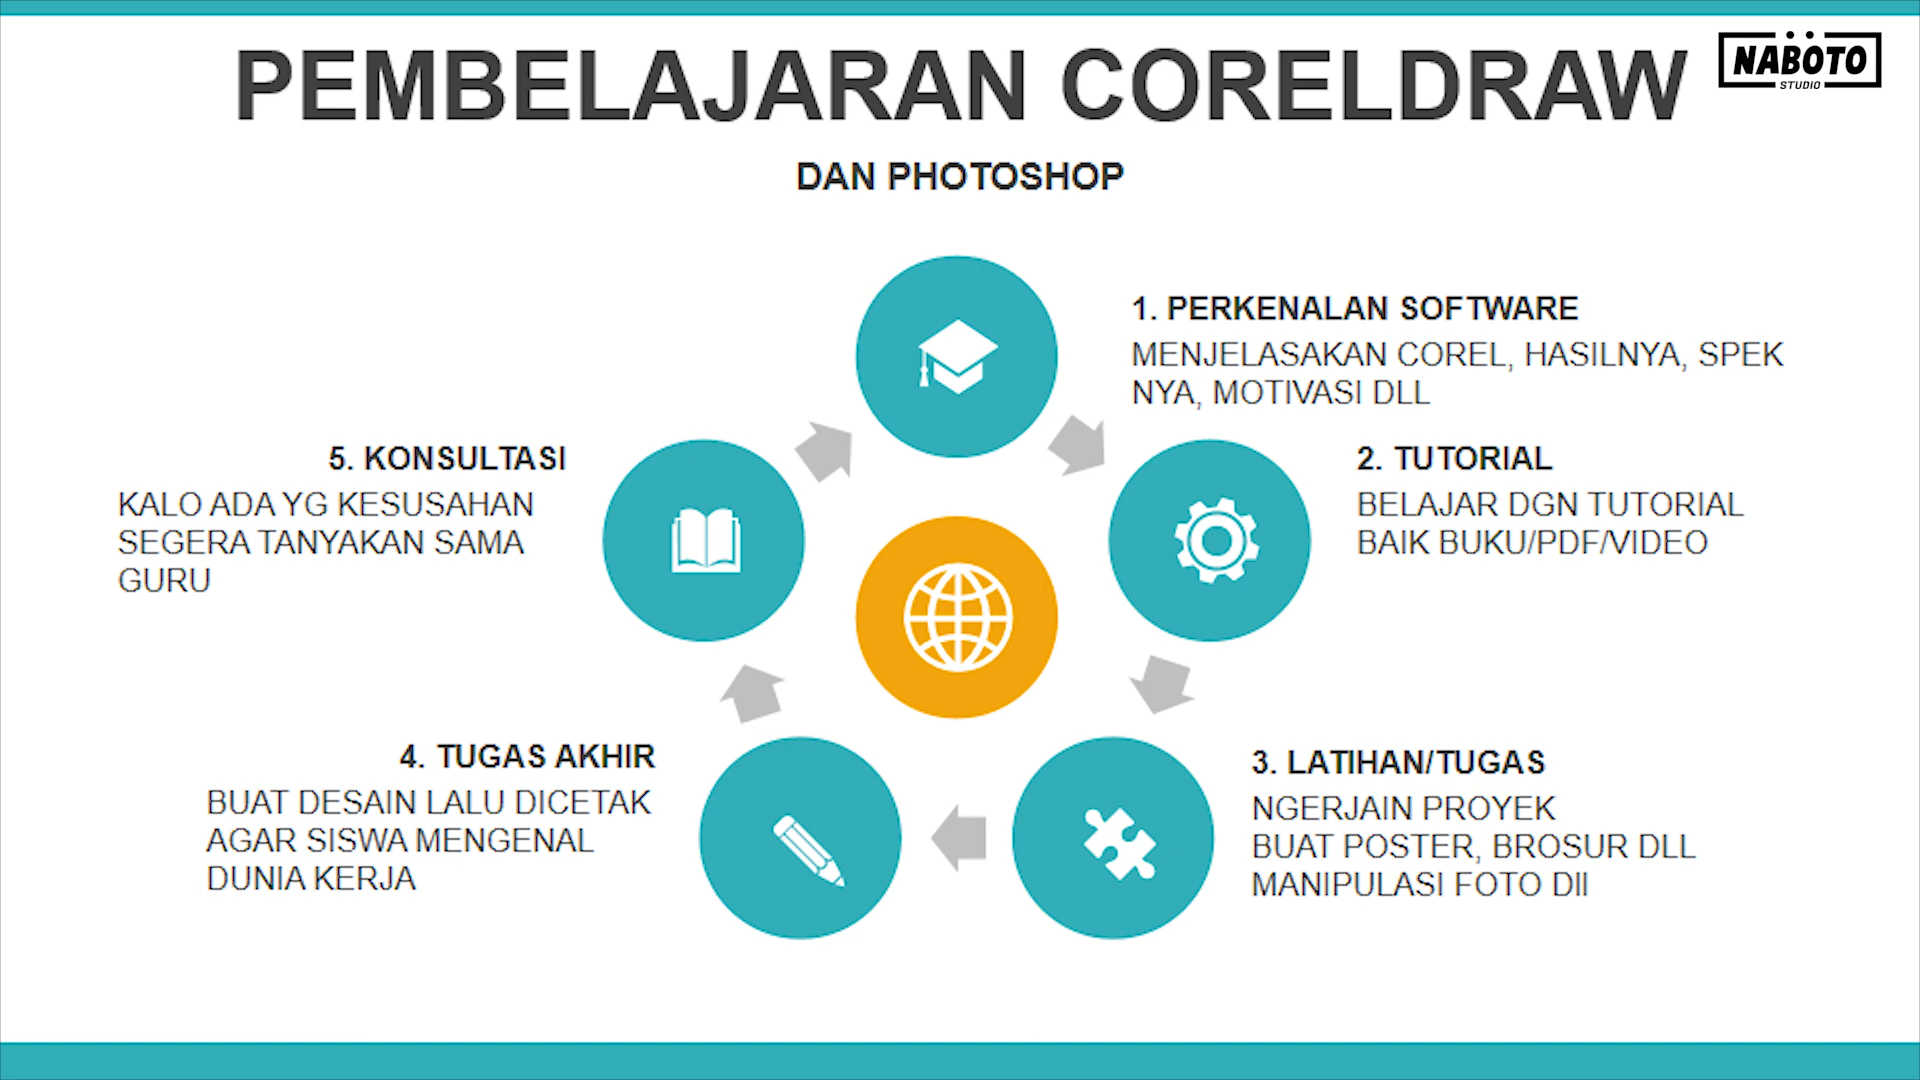 PEMBELAJARAN CORELDRAW
NABOTO
STUDIO
DAN PHOTOSHOP
1. PERKENALAN SOFTWARE
MENJELASAKAN COREL, HASILNYA, SPEK
NYA, MOTIVASI DLL
2. TUTORIAL
BELAJAR DGN TUTORIAL
BAIK BUKU/PDF/VIDEO
3. LATIHAN/TUGAS
NGERJAIN PROYEK
BUAT POSTER, BROSUR DLL
MANIPULASI FOTO Dll
4. TUGAS AKHIR
BUAT DESAIN LALU DICETAK
AGAR SISWA MENGENAL
DUNIA KERJA
5. KONSULTASI
KALO ADA YG KESUSAHAN
SEGERA TANYAKAN SAMA
GURU